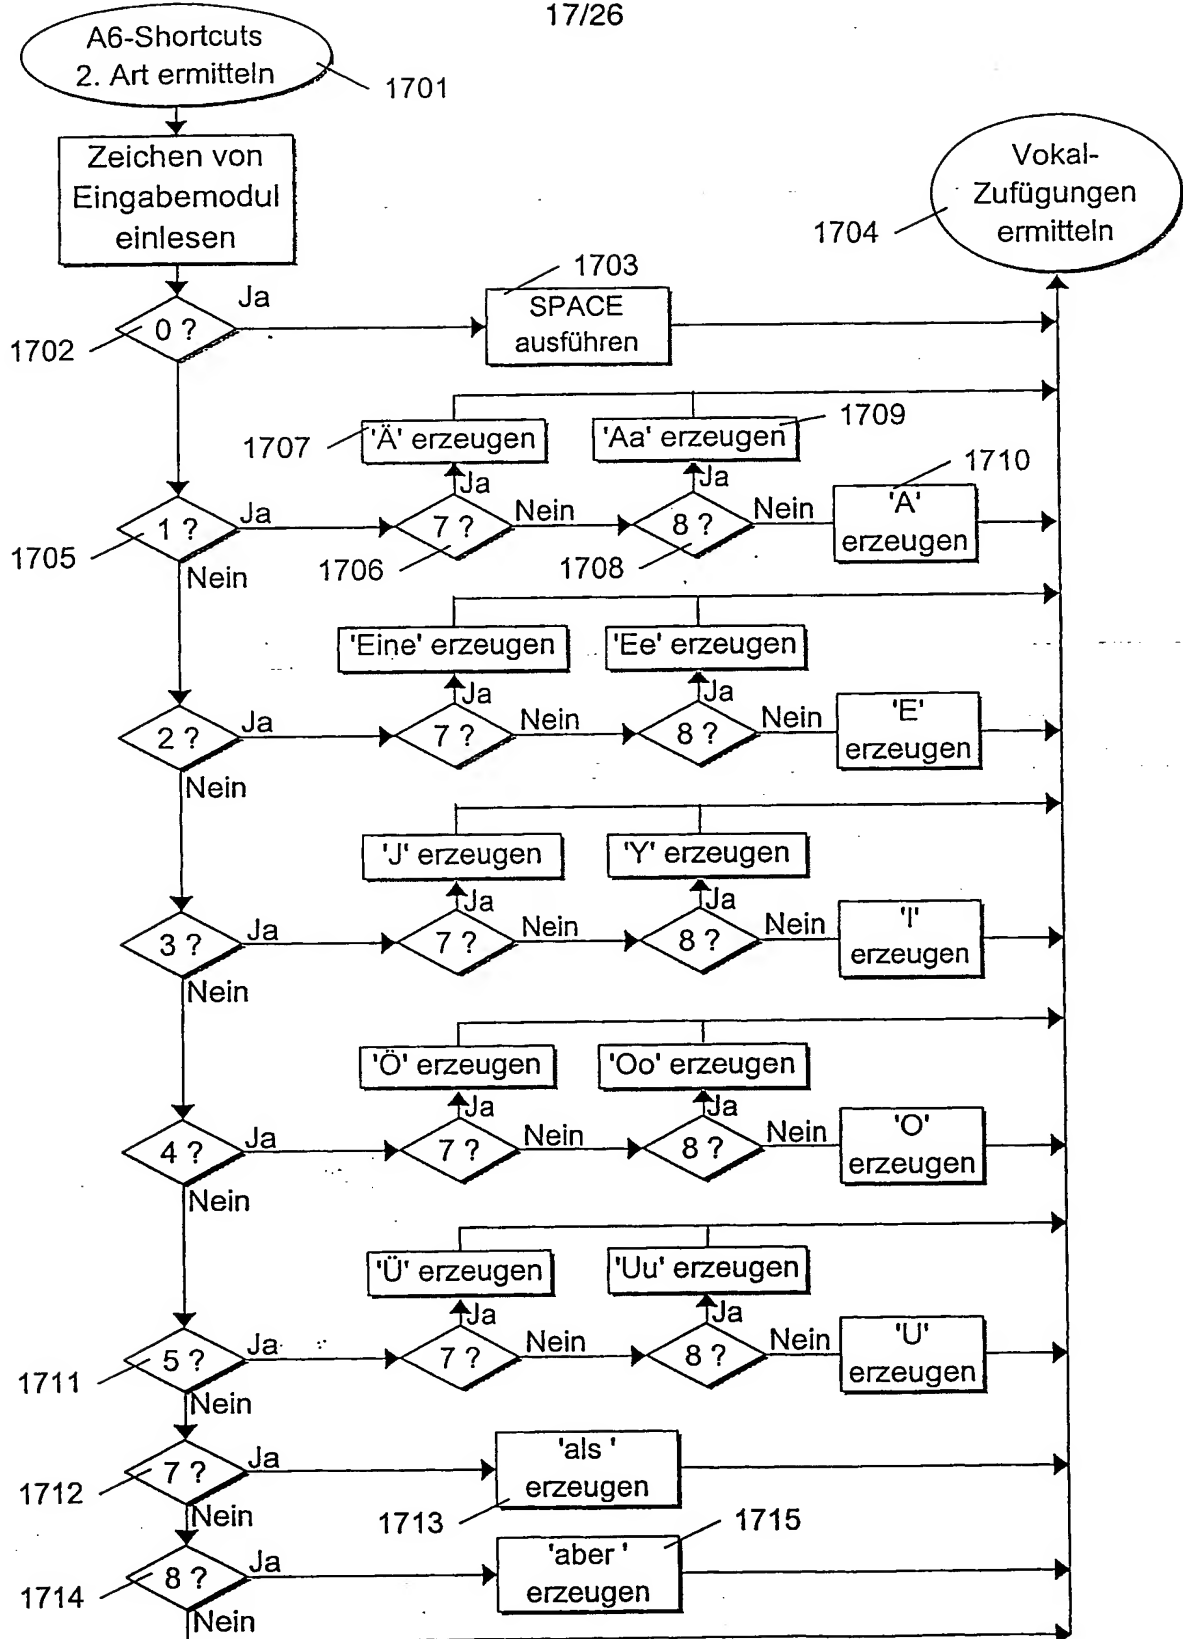 17/26
A6-Shortcuts
2. Art ermitteln
1701
Zeichen von
Eingabemodul
einlesen
Vokal-
Zufügungen
ermitteln
1704
0 ?
Ja
1702
1703
SPACE
ausführen
1707
'Ä' erzeugen
'Aa' erzeugen
1709
1 ?
Ja
1705
Nein
7 ?
Ja
Nein
1706
8 ?
Ja
Nein
1708
1710
'A'
erzeugen
'Eine' erzeugen
'Ee' erzeugen
2 ?
Ja
Nein
7 ?
Ja
Nein
8 ?
Ja
Nein
'E'
erzeugen
'J' erzeugen
'Y' erzeugen
3 ?
Ja
Nein
7 ?
Ja
Nein
8 ?
Ja
Nein
'I'
erzeugen
'Ö' erzeugen
'Oo' erzeugen
4 ?
Ja
Nein
7 ?
Ja
Nein
8 ?
Ja
Nein
'O'
erzeugen
'Ü' erzeugen
'Uu' erzeugen
5 ?
Ja
1711
Nein
7 ?
Ja
Nein
8 ?
Ja
Nein
'U'
erzeugen
7 ?
Ja
1712
Nein
'als '
erzeugen
1713
8 ?
Ja
1714
Nein
'aber '
erzeugen
1715